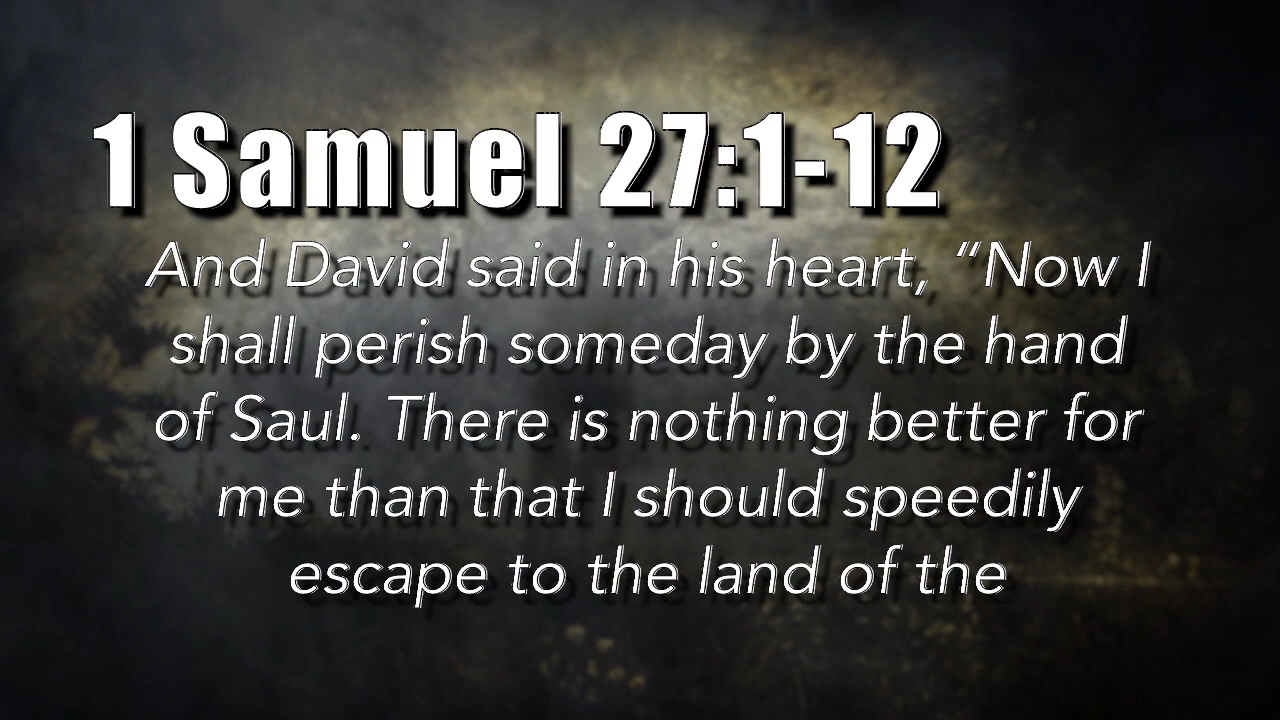 1 Samuel 27:1-12
And David said in his heart, “Now I
shall perish someday by the hand
of Saul. There is nothing better for
me than that I should speedily
escape to the land of the